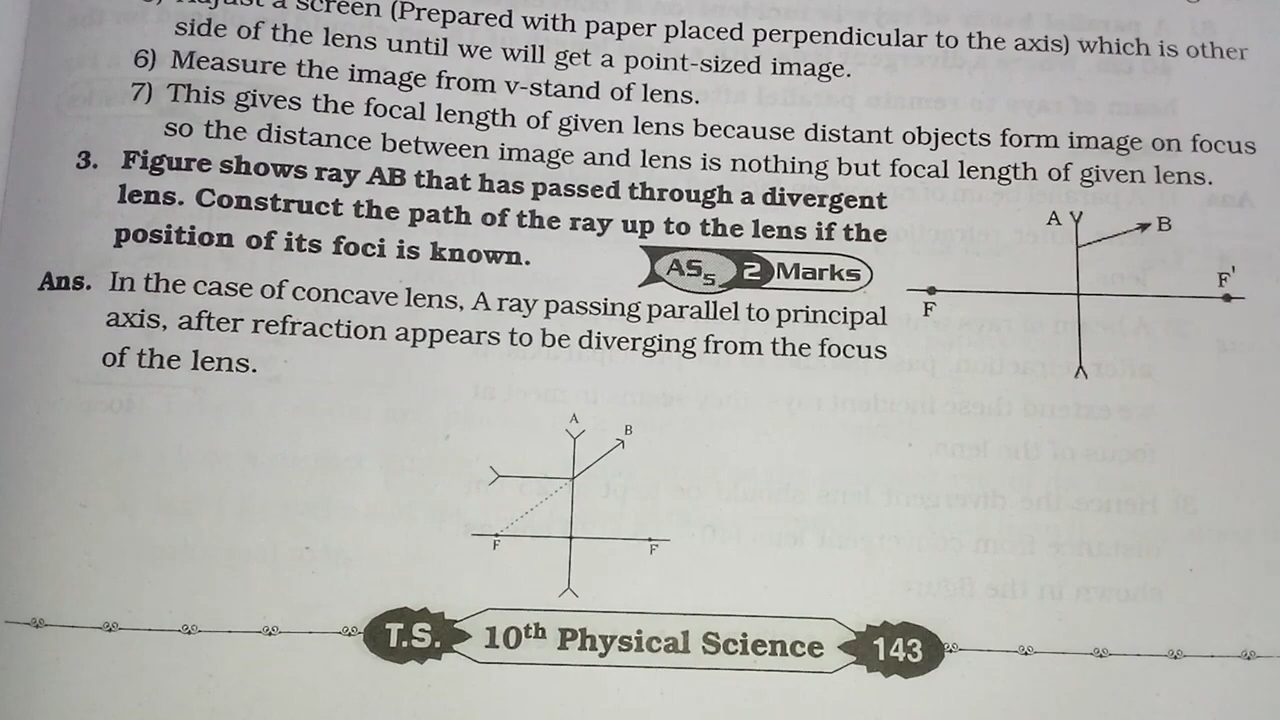 a screen (Prepared with paper placed perpendicular to the axis) which is other
side of the lens until we will get a point-sized image.
6) Measure the image from v-stand of lens.
7) This gives the focal length of given lens because distant objects form image on focus
so the distance between image and lens is nothing but focal length of given lens.
3. Figure shows ray AB that has passed through a divergent
lens. Construct the path of the ray up to the lens if the
position of its foci is known.
AS5 2 Marks
A
B
F
F'
Ans. In the case of concave lens, A ray passing parallel to principal
axis, after refraction appears to be diverging from the focus
of the lens.
A
B
F
F
T.S. 10th Physical Science 143